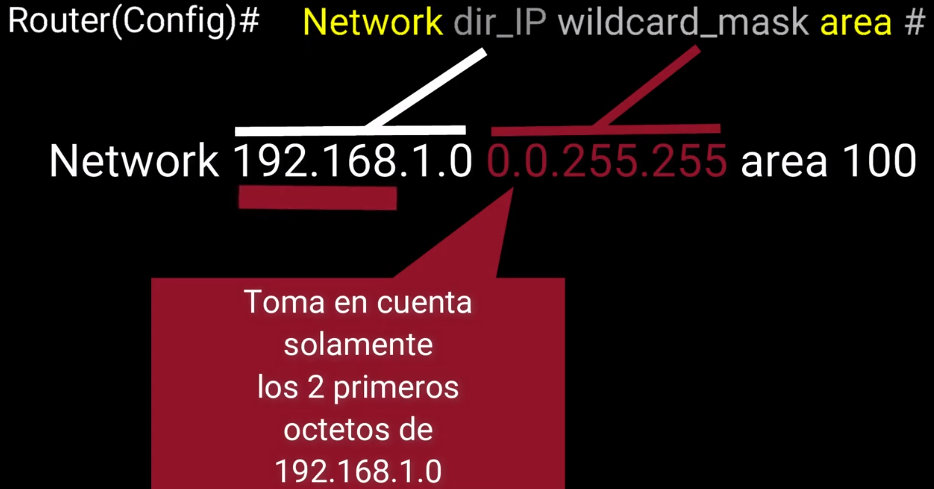 Router(Config)# Network dir_IP wildcard_mask area #
Network 192.168.1.0 0.0.255.255 area 100
Toma en cuenta
solamente
los 2 primeros
octetos de
192.168.1.0